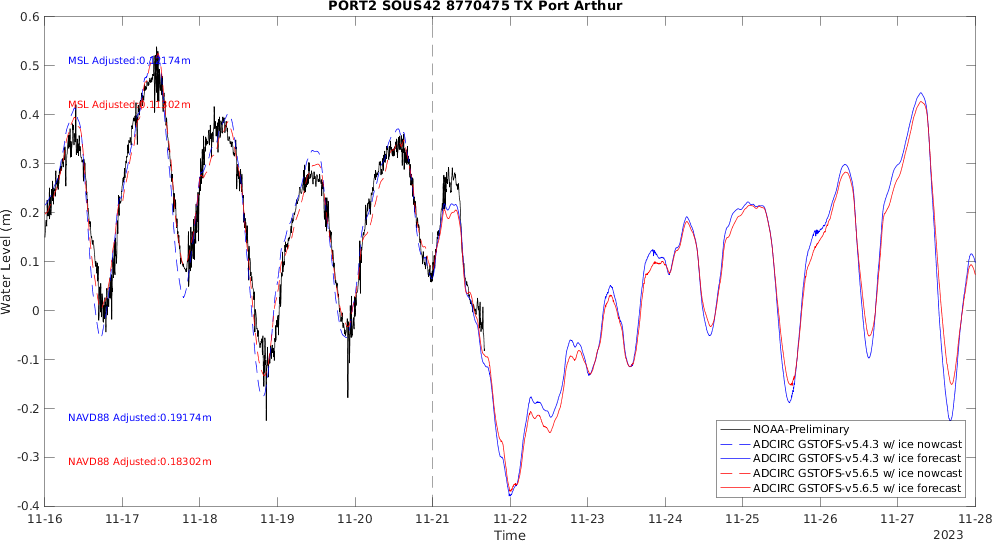 PORT2 SOUS42 8770475 TX Port Arthur
0.6
0.5
0.4
0.3
0.2
0.1
0
-0.1
-0.2
-0.3
-0.4
Water Level (m)
MSL Adjusted:0.12174m
MSL Adjusted:0.11302m
NAVD88 Adjusted:0.19174m
NAVD88 Adjusted:0.18302m
NOAA-Preliminary
ADCIRC GSTOFS-v5.4.3 w/ ice nowcast
ADCIRC GSTOFS-v5.4.3 w/ ice forecast
ADCIRC GSTOFS-v5.6.5 w/ ice nowcast
ADCIRC GSTOFS-v5.6.5 w/ ice forecast
11-16 11-17 11-18 11-19 11-20 11-21 11-22 11-23 11-24 11-25 11-26 11-27 11-28
Time
2023